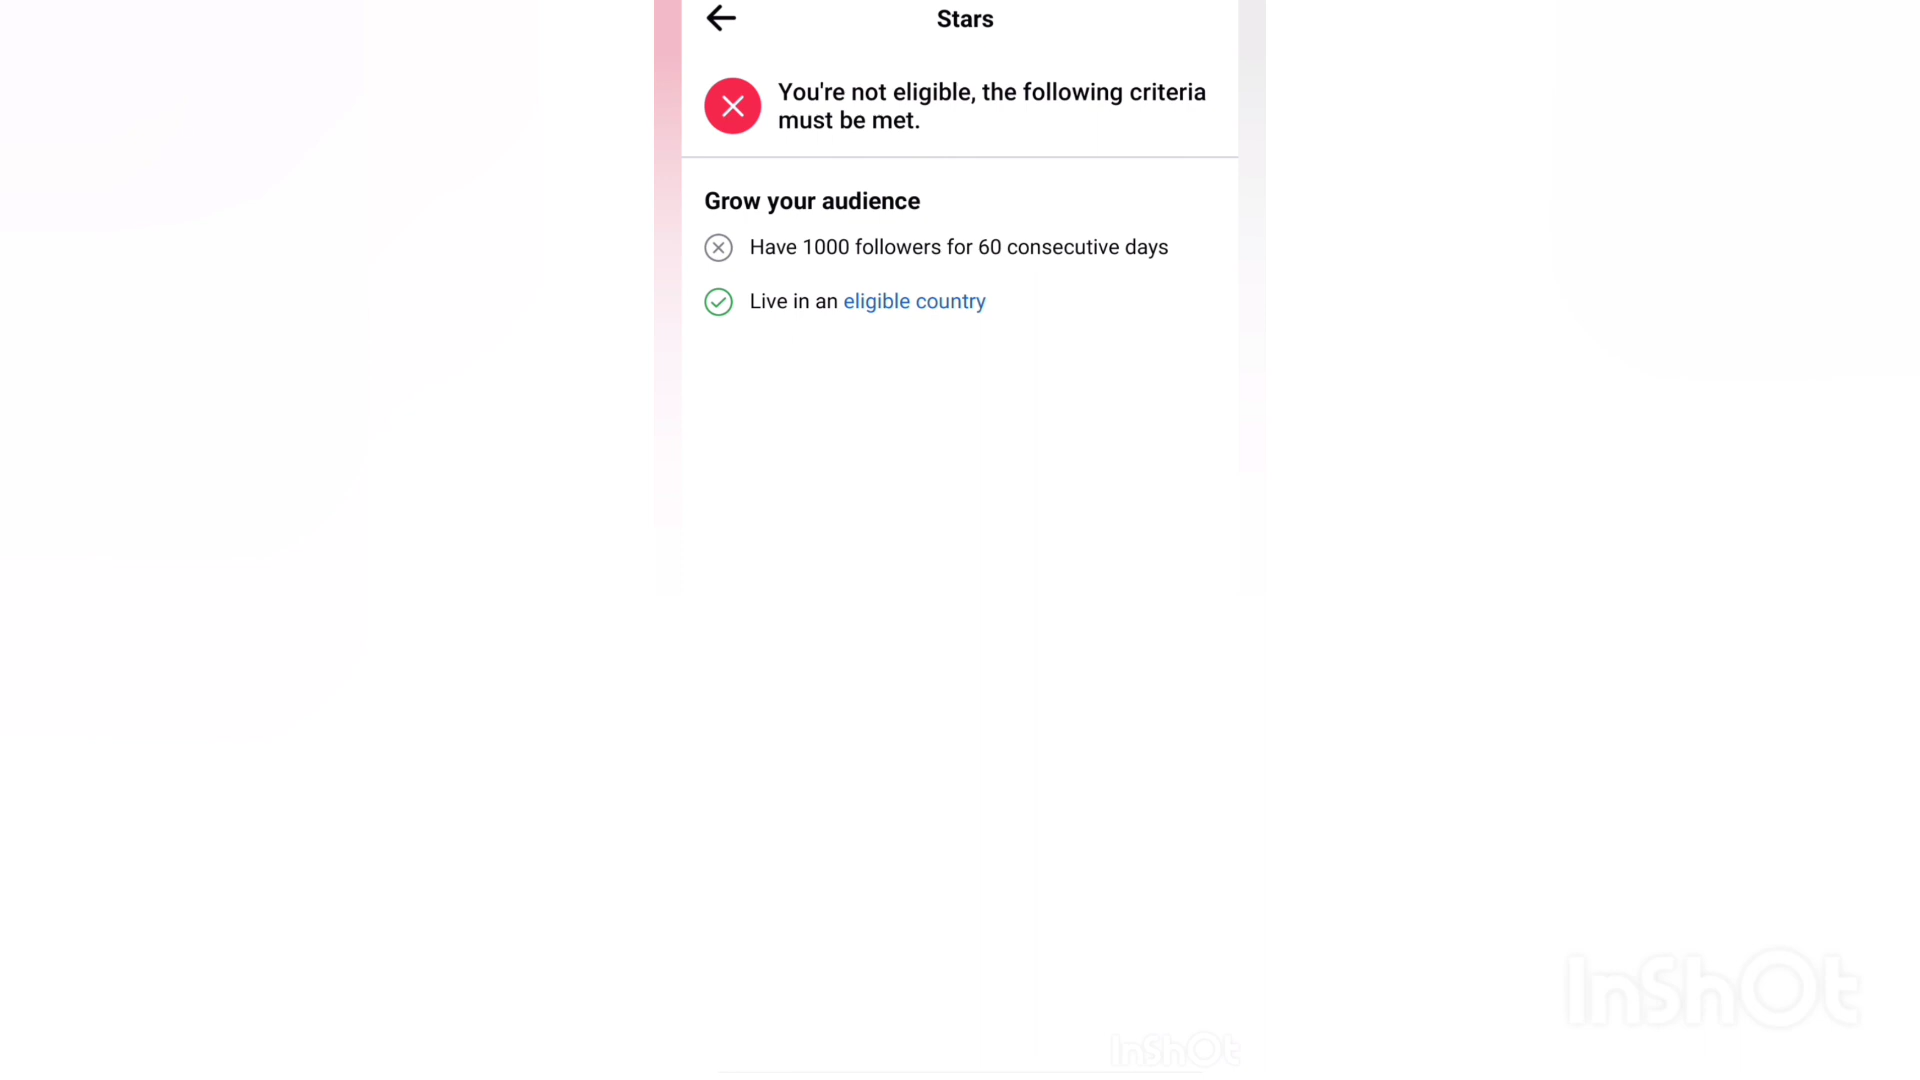 Stars
You're not eligible, the following criteria
must be met.
Grow your audience
Have 1000 followers for 60 consecutive days
Live in an eligible country
InShOt
InShOt